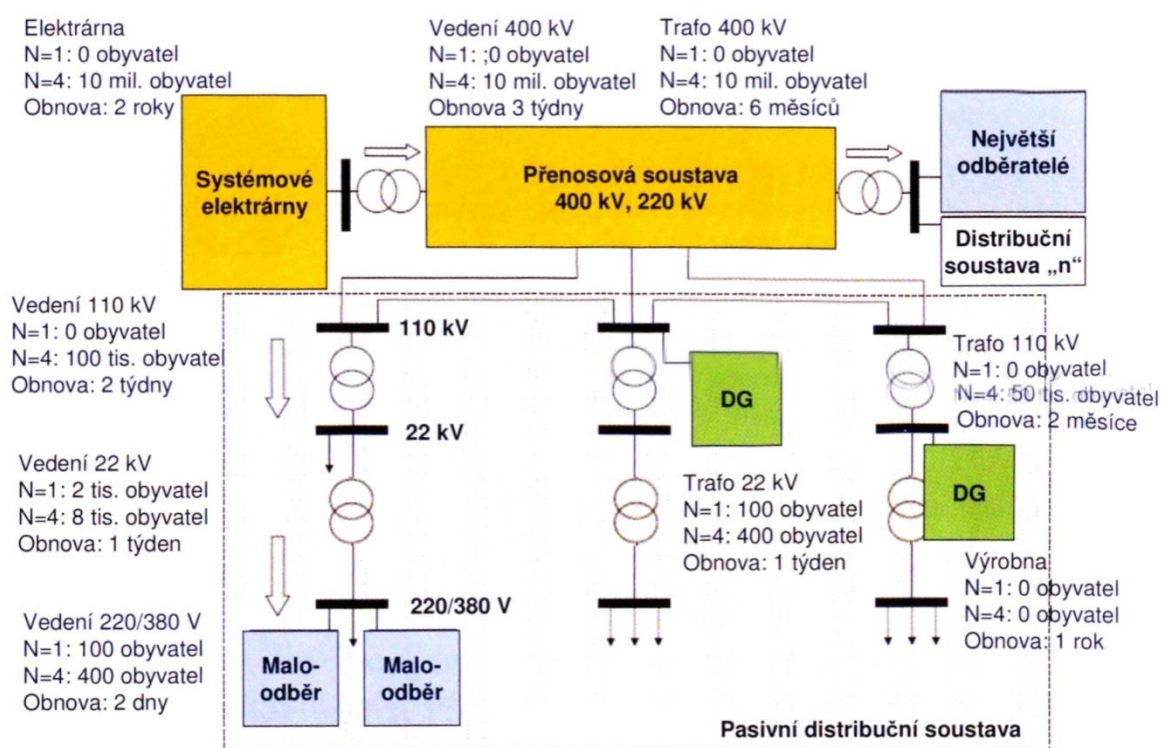 Elektrárna
N=1: 0 obyvatel
N=4: 10 mil. obyvatel
Obnova: 2 roky
Vedení 400 kV
N=1: ;0 obyvatel
N=4: 10 mil. obyvatel
Obnova 3 týdny
Trafo 400 kV
N=1: 0 obyvatel
N=4: 10 mil. obyvatel
Obnova: 6 měsíců
Systémové
elektrárny
Přenosová soustava
400 kV, 220 kV
Největší
odběratelé
Distribuční
soustava „n“
Vedení 110 kV
N=1: 0 obyvatel
N=4: 100 tis. obyvatel
Obnova: 2 týdny
110 kV
DG
Trafo 110 kV
N=1: 0 obyvatel
N=4: 50 tis. obyvatel
Obnova: 2 měsíce
22 kV
Vedení 22 kV
N=1: 2 tis. obyvatel
N=4: 8 tis. obyvatel
Obnova: 1 týden
Trafo 22 kV
N=1: 100 obyvatel
N=4: 400 obyvatel
Obnova: 1 týden
DG
Výrobna
N=1: 0 obyvatel
N=4: 0 obyvatel
Obnova: 1 rok
220/380 V
Vedení 220/380 V
N=1: 100 obyvatel
N=4: 400 obyvatel
Obnova: 2 dny
Malo-
odběr
Malo-
odběr
Pasivní distribuční soustava